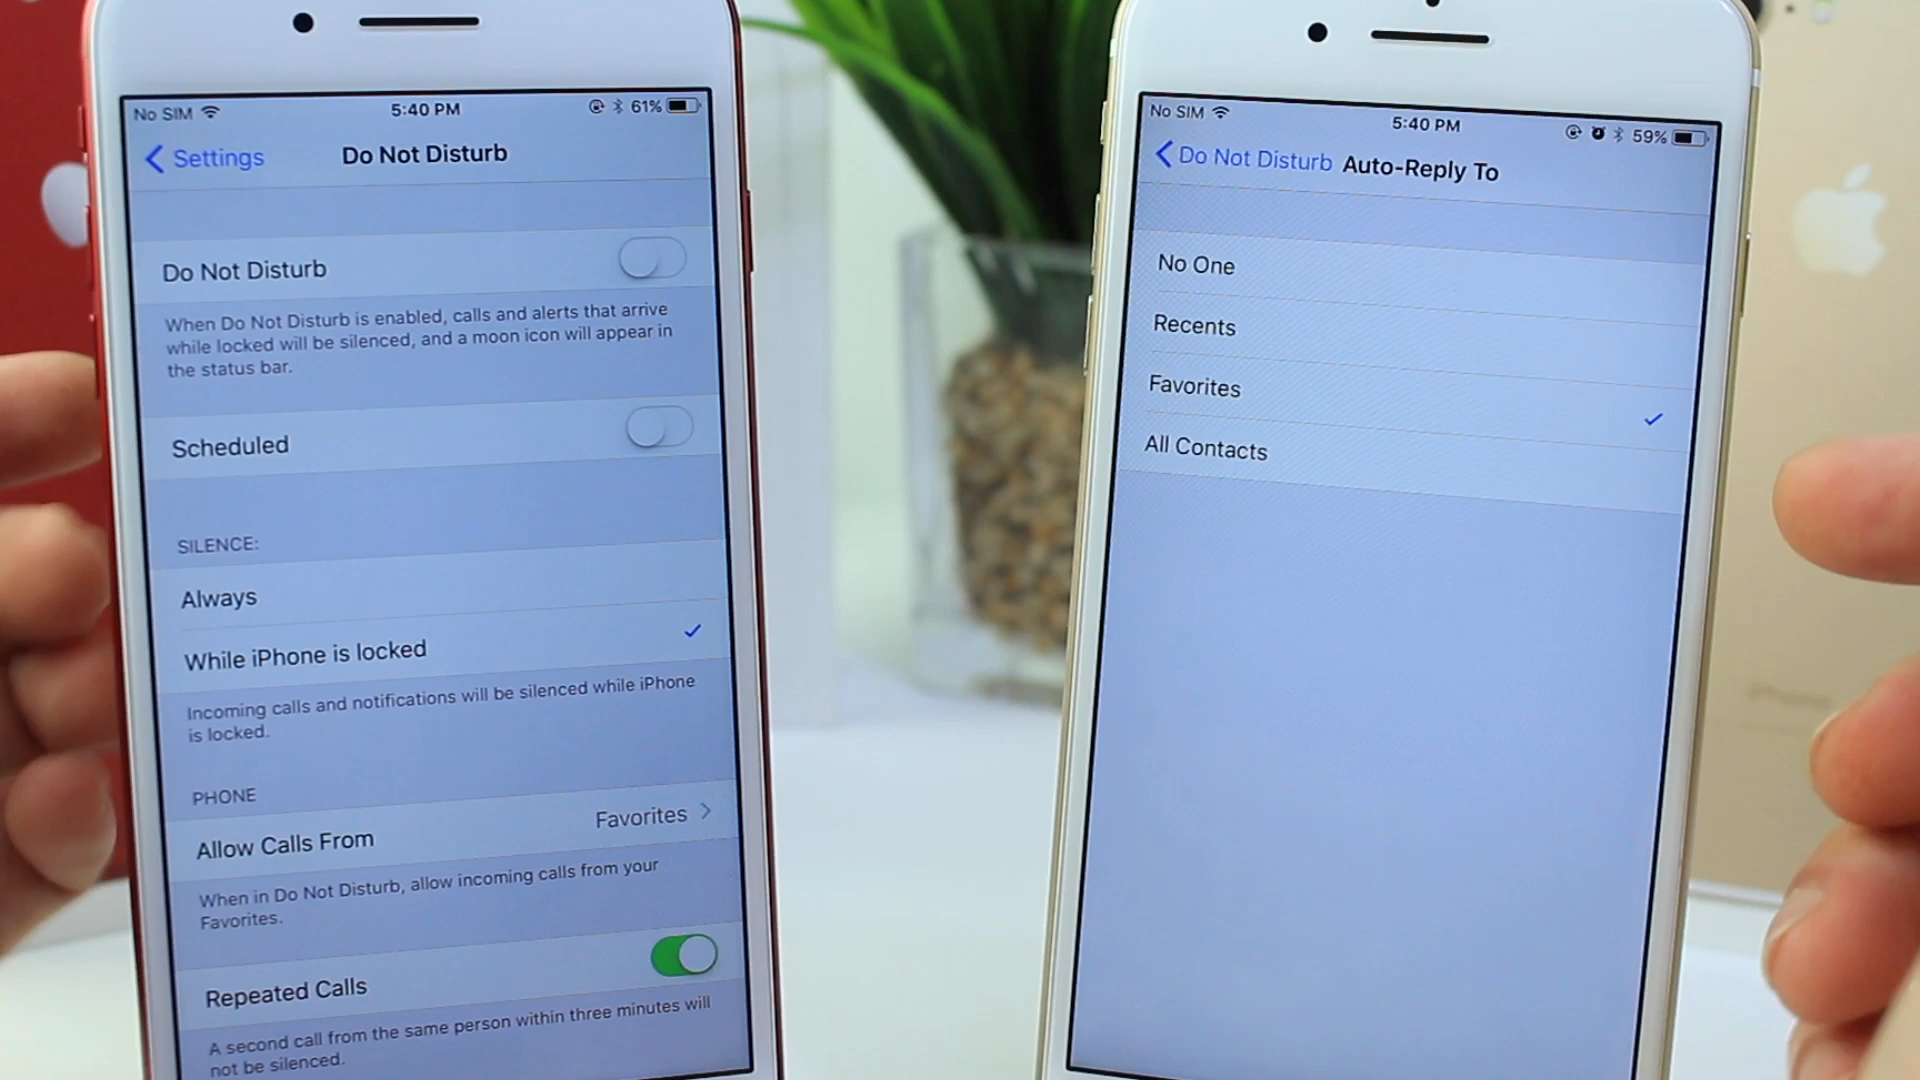 No SIM 5:40 PM 61%
Settings Do Not Disturb
Do Not Disturb
When Do Not Disturb is enabled, calls and alerts that arrive
while locked will be silenced, and a moon icon will appear in
the status bar.
Scheduled
SILENCE:
Always
While iPhone is locked
Incoming calls and notifications will be silenced while iPhone
is locked.
PHONE
Allow Calls From Favorites
When in Do Not Disturb, allow incoming calls from your
Favorites.
Repeated Calls
A second call from the same person within three minutes will
not be silenced.
No SIM 5:40 PM 59%
Do Not Disturb Auto-Reply To
No One
Recents
Favorites
All Contacts